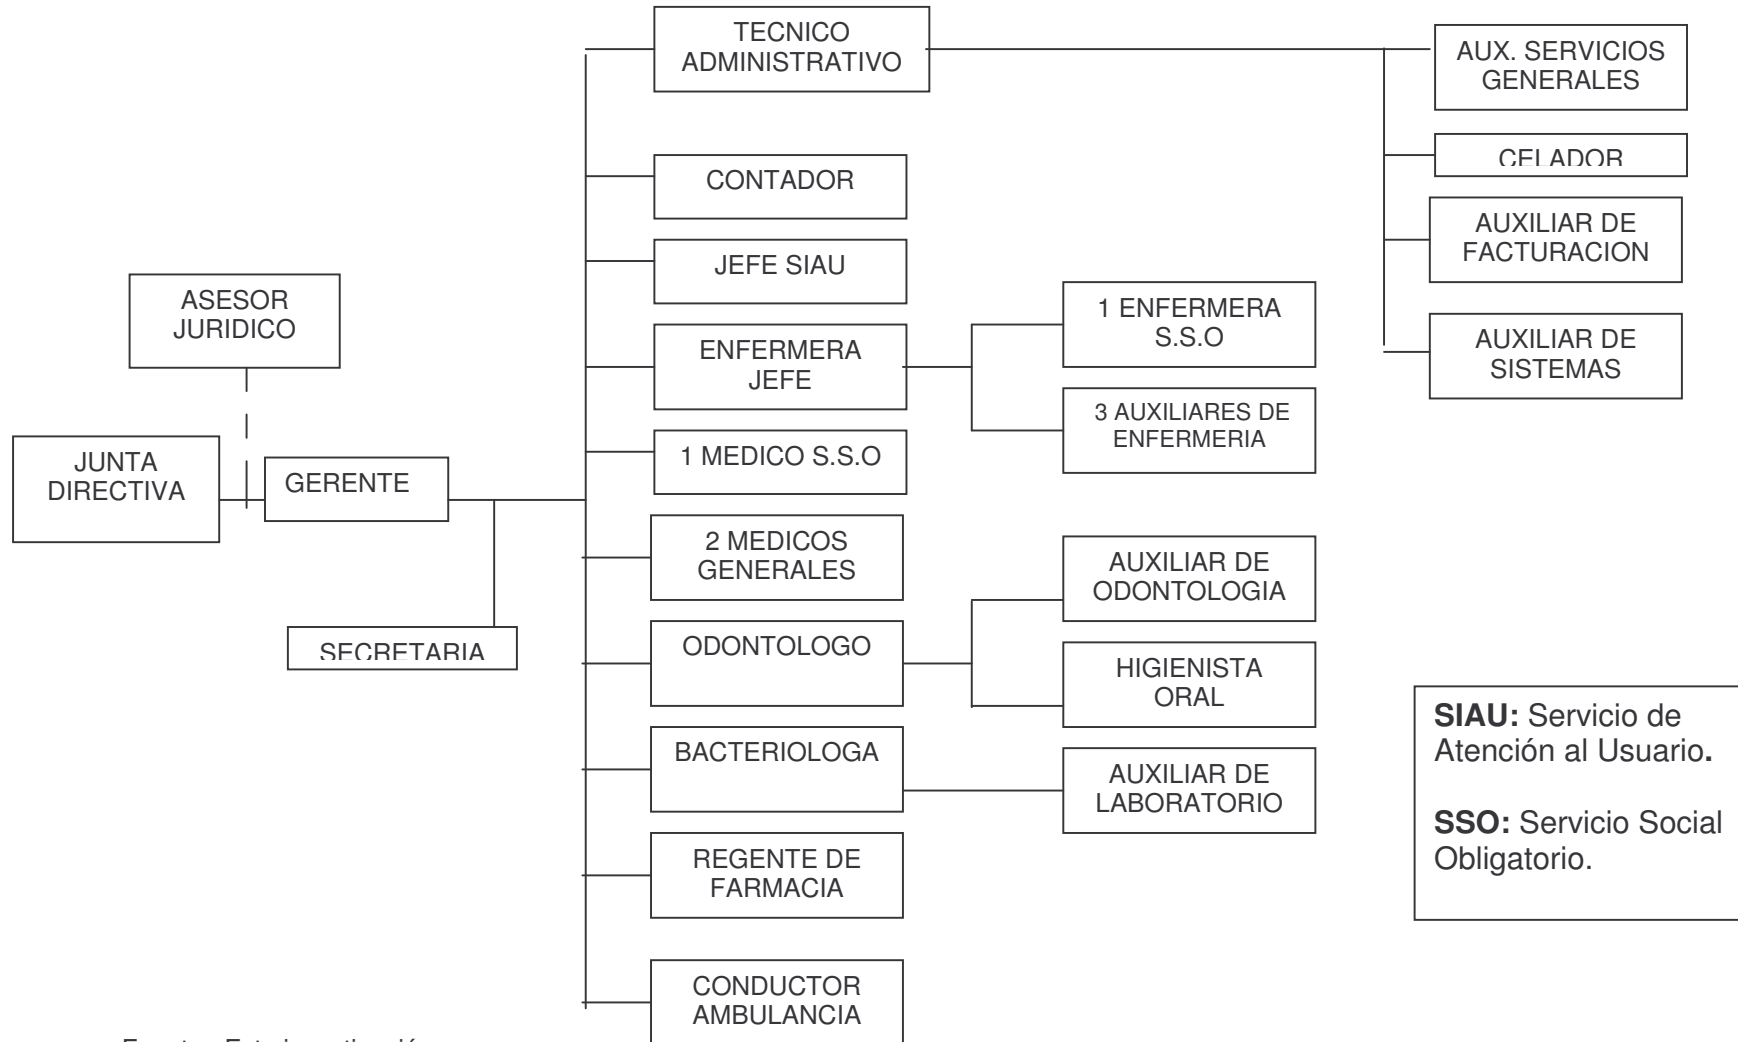 TECNICO
ADMINISTRATIVO
AUX. SERVICIOS
GENERALES
CELADOR
CONTADOR
AUXILIAR DE
FACTURACION
JEFE SIAU
ASESOR
JURIDICO
1 ENFERMERA
S.S.O
ENFERMERA
JEFE
AUXILIAR DE
SISTEMAS
3 AUXILIARES DE
ENFERMERIA
JUNTA
DIRECTIVA
GERENTE
1 MEDICO S.S.O
2 MEDICOS
GENERALES
AUXILIAR DE
ODONTOLOGIA
SECRETARIA
ODONTOLOGO
HIGIENISTA
ORAL
BACTERIOLOGA
AUXILIAR DE
LABORATORIO
SIAU: Servicio de
Atención al Usuario.
SSO: Servicio Social
Obligatorio.
REGENTE DE
FARMACIA
CONDUCTOR
AMBULANCIA